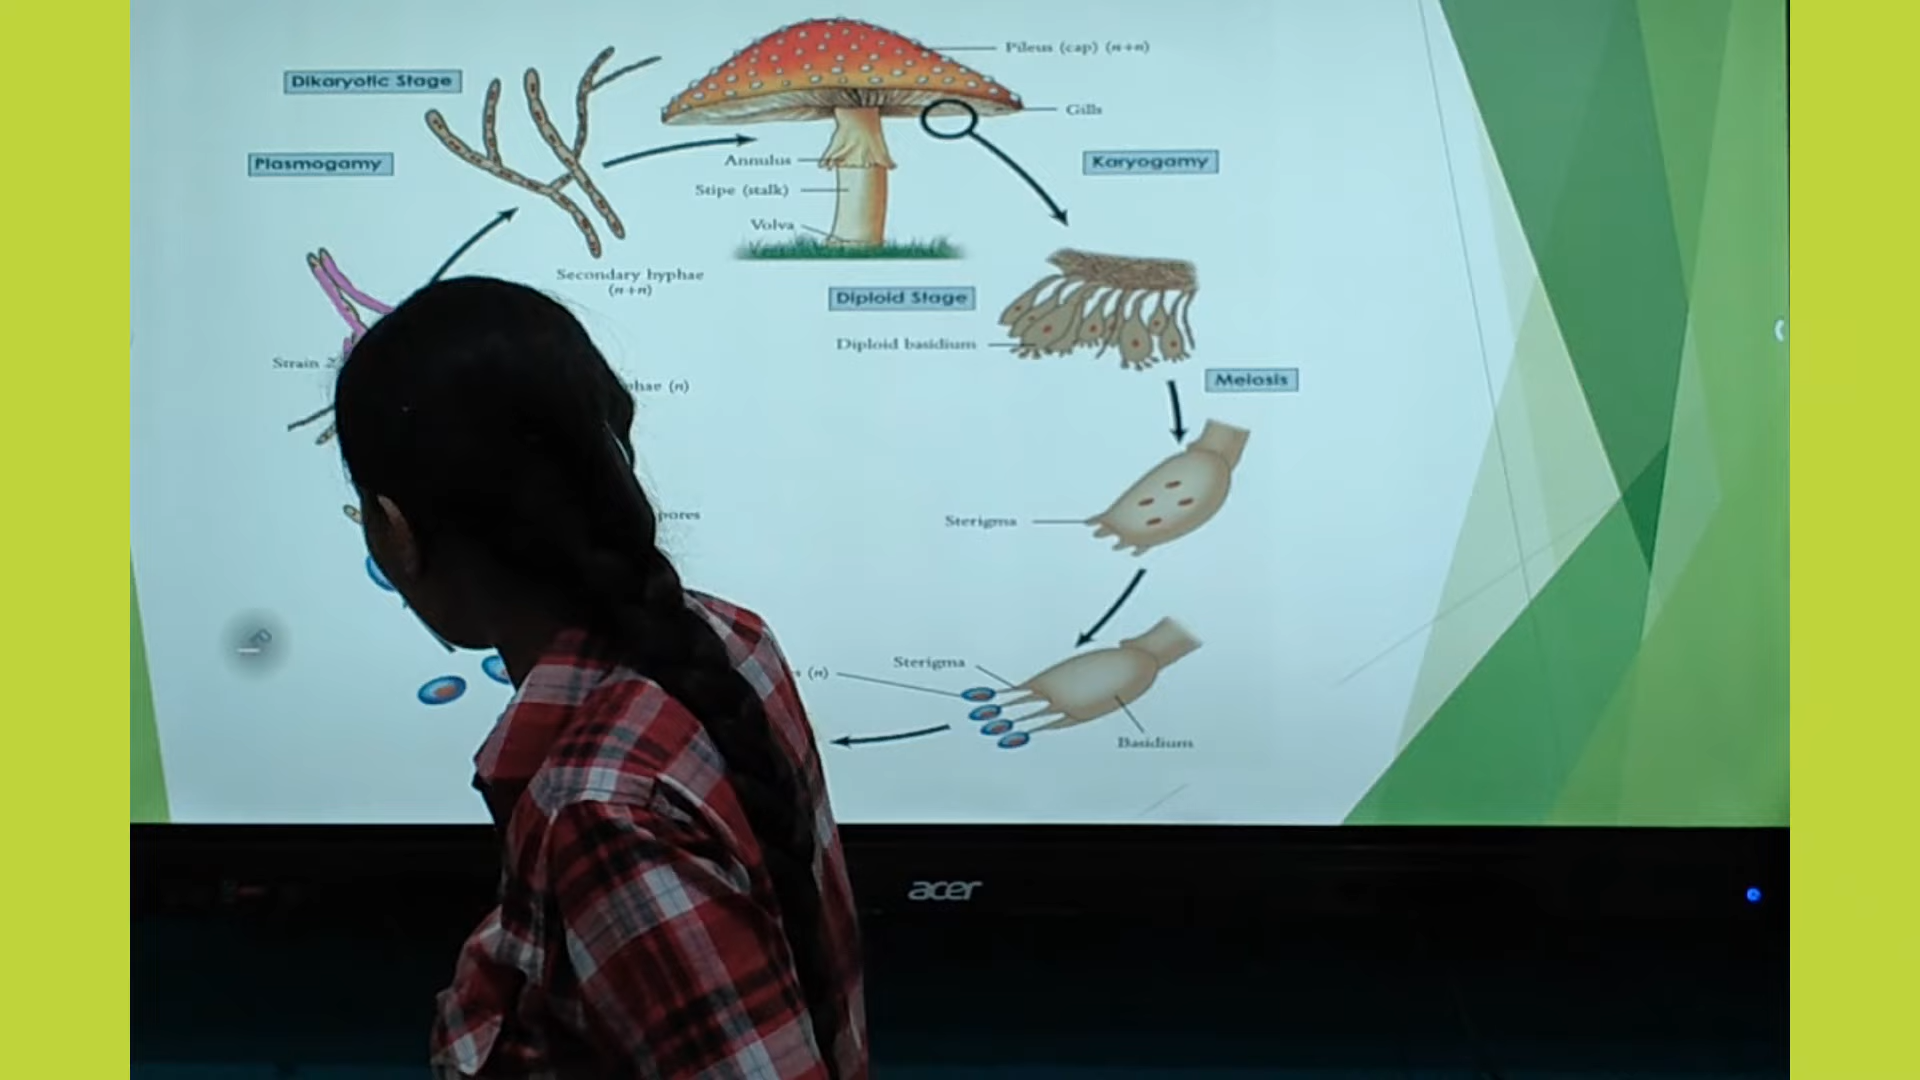 Pileus (cap) (n+n)
Dikaryotic Stage
Gills
Plasmogamy
Annulus
Karyogamy
Stipe (stalk)
Volva
Secondary hyphae
(n+n)
Diploid Stage
Diploid basidium
Strain 2
phae (n)
Meiosis
pores
Sterigma
Sterigma
s (n)
Basidium
acer